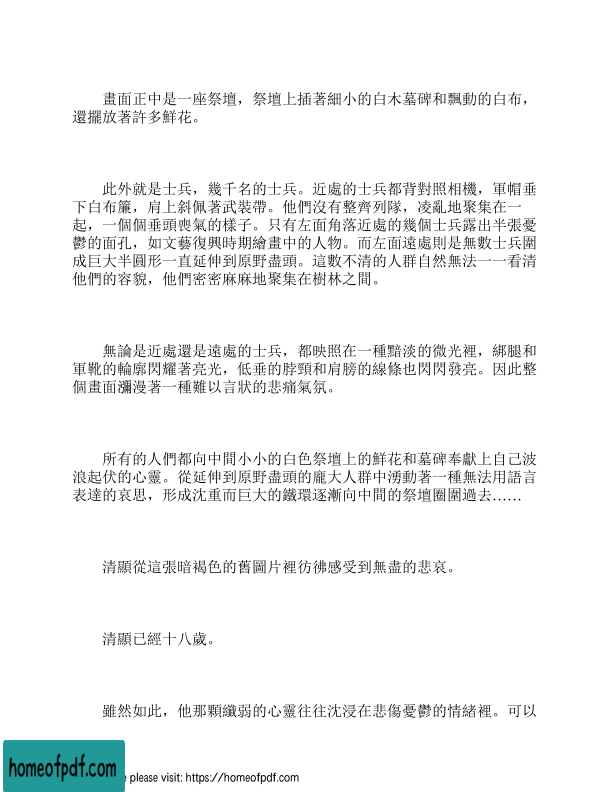 畫面正中是一座祭壇，祭壇上插著細小的白木墓碑和飄動的白布，
還擺放著許多鮮花。
此外就是士兵，幾千名的士兵。近處的士兵都背對照相機，軍帽垂
下白布簾，肩上斜佩著武裝帶。他們沒有整齊列隊，凌亂地聚集在一
起，一個個垂頭喪氣的樣子。只有左面角落近處的幾個士兵露出半張憂
鬱的面孔，如文藝復興時期繪畫中的人物。而左面遠處則是無數士兵圍
成巨大半圓形一直延伸到原野盡頭。這數不清的人群自然無法一一看清
他們的容貌，他們密密麻麻地聚集在樹林之間。
無論是近處還是遠處的士兵，都映照在一種黯淡的微光裡，綁腿和
軍靴的輪廓閃耀著亮光，低垂的脖頸和肩膀的線條也閃閃發亮。因此整
個畫面瀰漫著一種難以言狀的悲痛氣氛。
所有的人們都向中間小小的白色祭壇上的鮮花和墓碑奉獻上自己波
浪起伏的心靈。從延伸到原野盡頭的龐大人群中湧動著一種無法用語言
表達的哀思，形成沈重而巨大的鐵環逐漸向中間的祭壇圈圍過去……
清顯從這張暗褐色的舊圖片裡彷彿感受到無盡的悲哀。
清顯已經十八歲。
雖然如此，他那顆纖弱的心靈往往沈浸在悲傷憂鬱的情緒裡。可以
homeofpdf.com
e please visit: https://homeofpdf.com